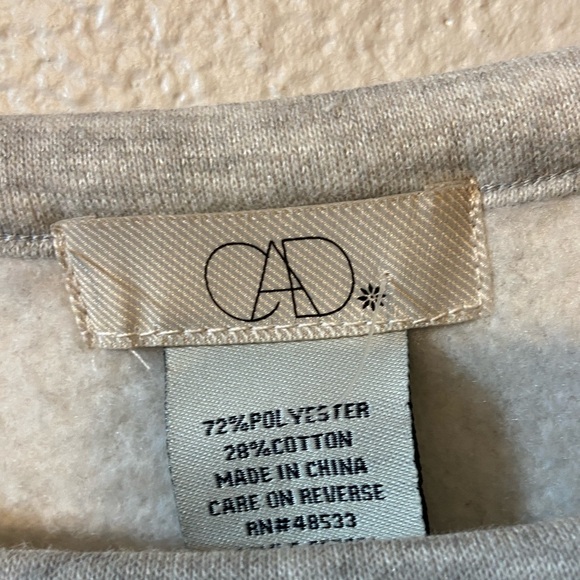 CAD
72%POLYESTER
28%COTTON
MADE IN CHINA
CARE ON REVERSE
RN#48533